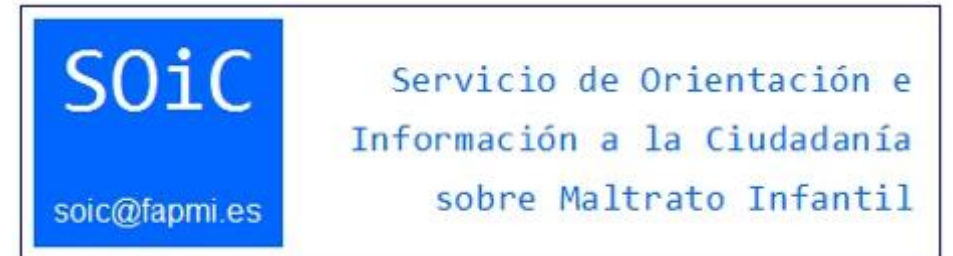 SOiC
soic@fapmi.es
Servicio de Orientación e
Información a la Ciudadanía
sobre Maltrato Infantil